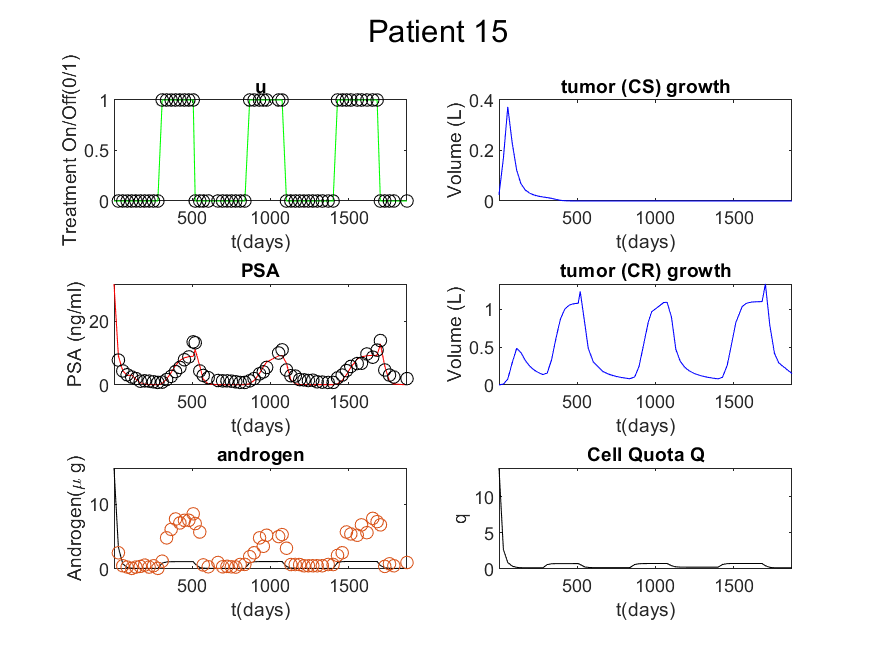 Patient 15
u
Treatment On/Off(0/1)
1
0.5
0
500
1000
1500
t(days)
tumor (CS) growth
Volume (L)
0.4
0.2
0
500
1000
1500
t(days)
PSA
PSA (ng/ml)
20
0
500
1000
1500
t(days)
tumor (CR) growth
Volume (L)
1
0.5
0
500
1000
1500
t(days)
androgen
Androgen(μ g)
10
0
500
1000
1500
t(days)
Cell Quota Q
q
10
5
0
500
1000
1500
t(days)